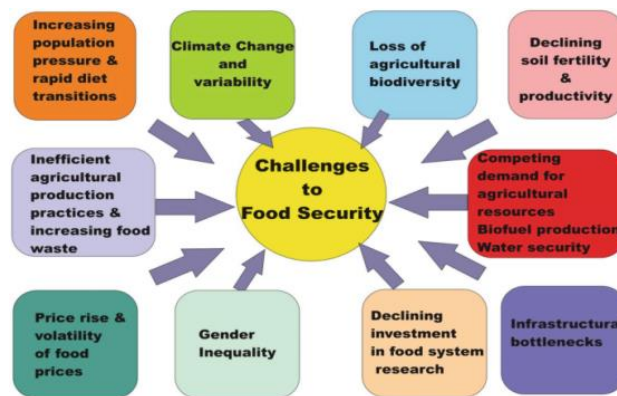 Increasing
population
pressure &
rapid diet
transitions
Climate Change
and
variability
Loss of
agricultural
biodiversity
Declining
soil fertility
&
productivity
Inefficient
agricultural
production
practices &
increasing food
waste
Challenges
to
Food Security
Competing
demand for
agricultural
resources
Biofuel production
Water security
Price rise &
volatility
of food
prices
Gender
Inequality
Declining
investment
in food system
research
Infrastructural
bottlenecks